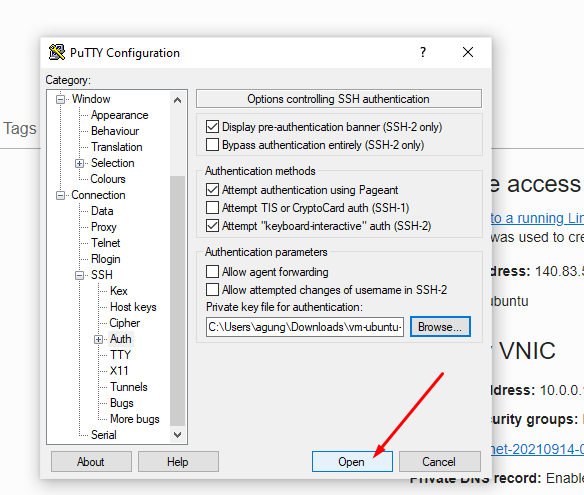 PuTTY Configuration
?
Category:
Window
Appearance
Behaviour
Translation
Selection
Colours
Connection
Data
Proxy
Telnet
Rlogin
SSH
Kex
Host keys
Cipher
Auth
TTY
X11
Tunnels
Bugs
More bugs
Serial
Options controlling SSH authentication
Display pre-authentication banner (SSH-2 only)
Bypass authentication entirely (SSH-2 only)
Authentication methods
Attempt authentication using Pageant
Attempt TIS or CryptoCard auth (SSH-1)
Attempt "keyboard-interactive" auth (SSH-2)
Authentication parameters
Allow agent forwarding
Allow attempted changes of username in SSH-2
Private key file for authentication:
C:\Users\agung\Downloads\vm-ubuntu- Browse...
About Help Open Cancel
Tags
e access
to a running Lin
was used to cre
dress: 140.83.5
ubuntu
VNIC
ddress: 10.0.0.
curity groups:
net-20210914-0
Private DNS record: Enable